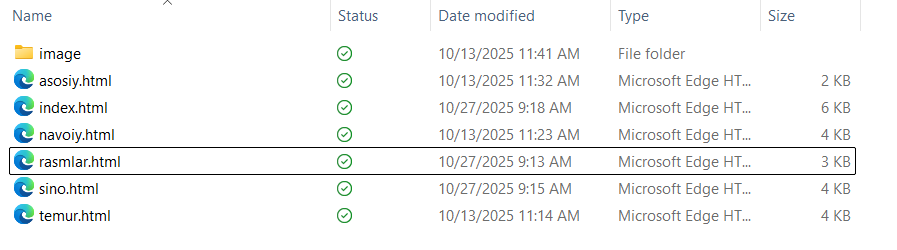 Name Status Date modified Type Size
image 10/13/2025 11:41 AM File folder
asosiy.html 10/13/2025 11:32 AM Microsoft Edge HT... 2 KB
index.html 10/27/2025 9:18 AM Microsoft Edge HT... 6 KB
navoiy.html 10/13/2025 11:23 AM Microsoft Edge HT... 4 KB
rasmlar.html 10/27/2025 9:13 AM Microsoft Edge HT... 3 KB
sino.html 10/27/2025 9:15 AM Microsoft Edge HT... 4 KB
temur.html 10/13/2025 11:14 AM Microsoft Edge HT... 4 KB